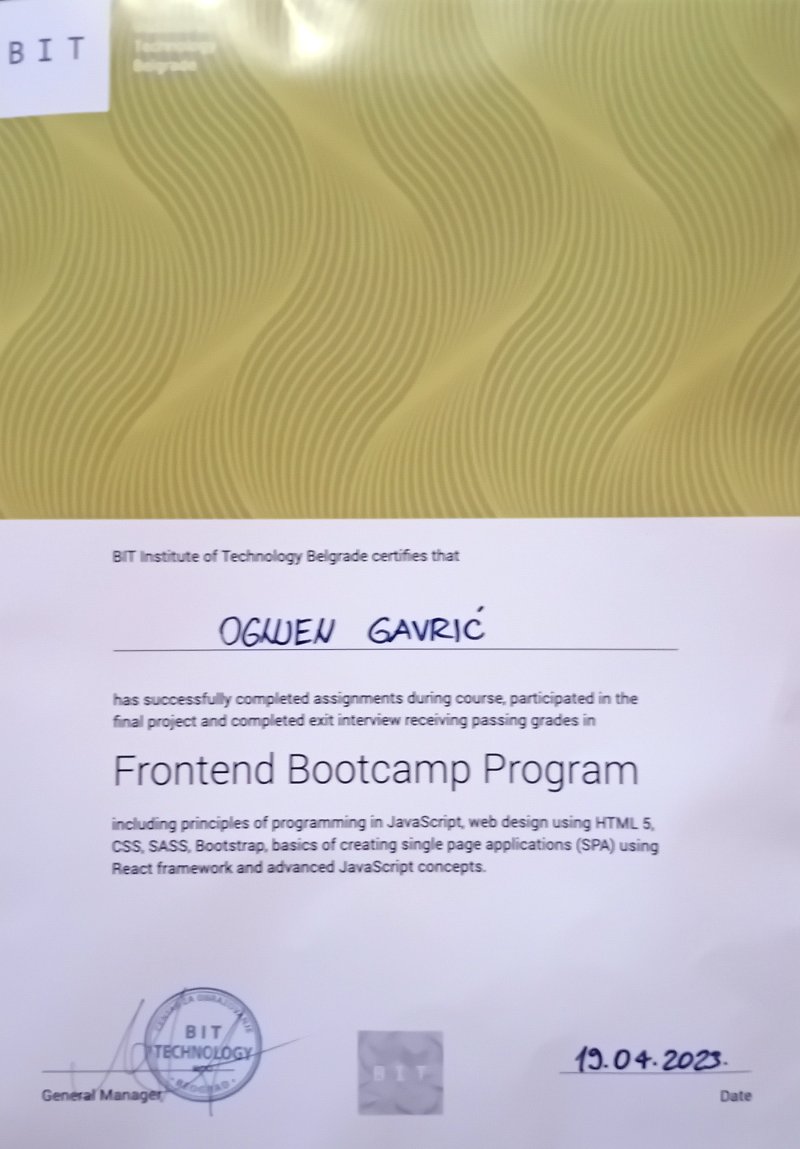 BIT
Technology
Belgrade
BIT Institute of Technology Belgrade certifies that
OGNJEN GAVRIĆ
has successfully completed assignments during course, participated in the
final project and completed exit interview receiving passing grades in
Frontend Bootcamp Program
including principles of programming in JavaScript, web design using HTML 5,
CSS, SASS, Bootstrap, basics of creating single page applications (SPA) using
React framework and advanced JavaScript concepts.
BIT
TECHNOLOGY
BEOGRAD
General Manager
BIT
19.04.2023.
Date